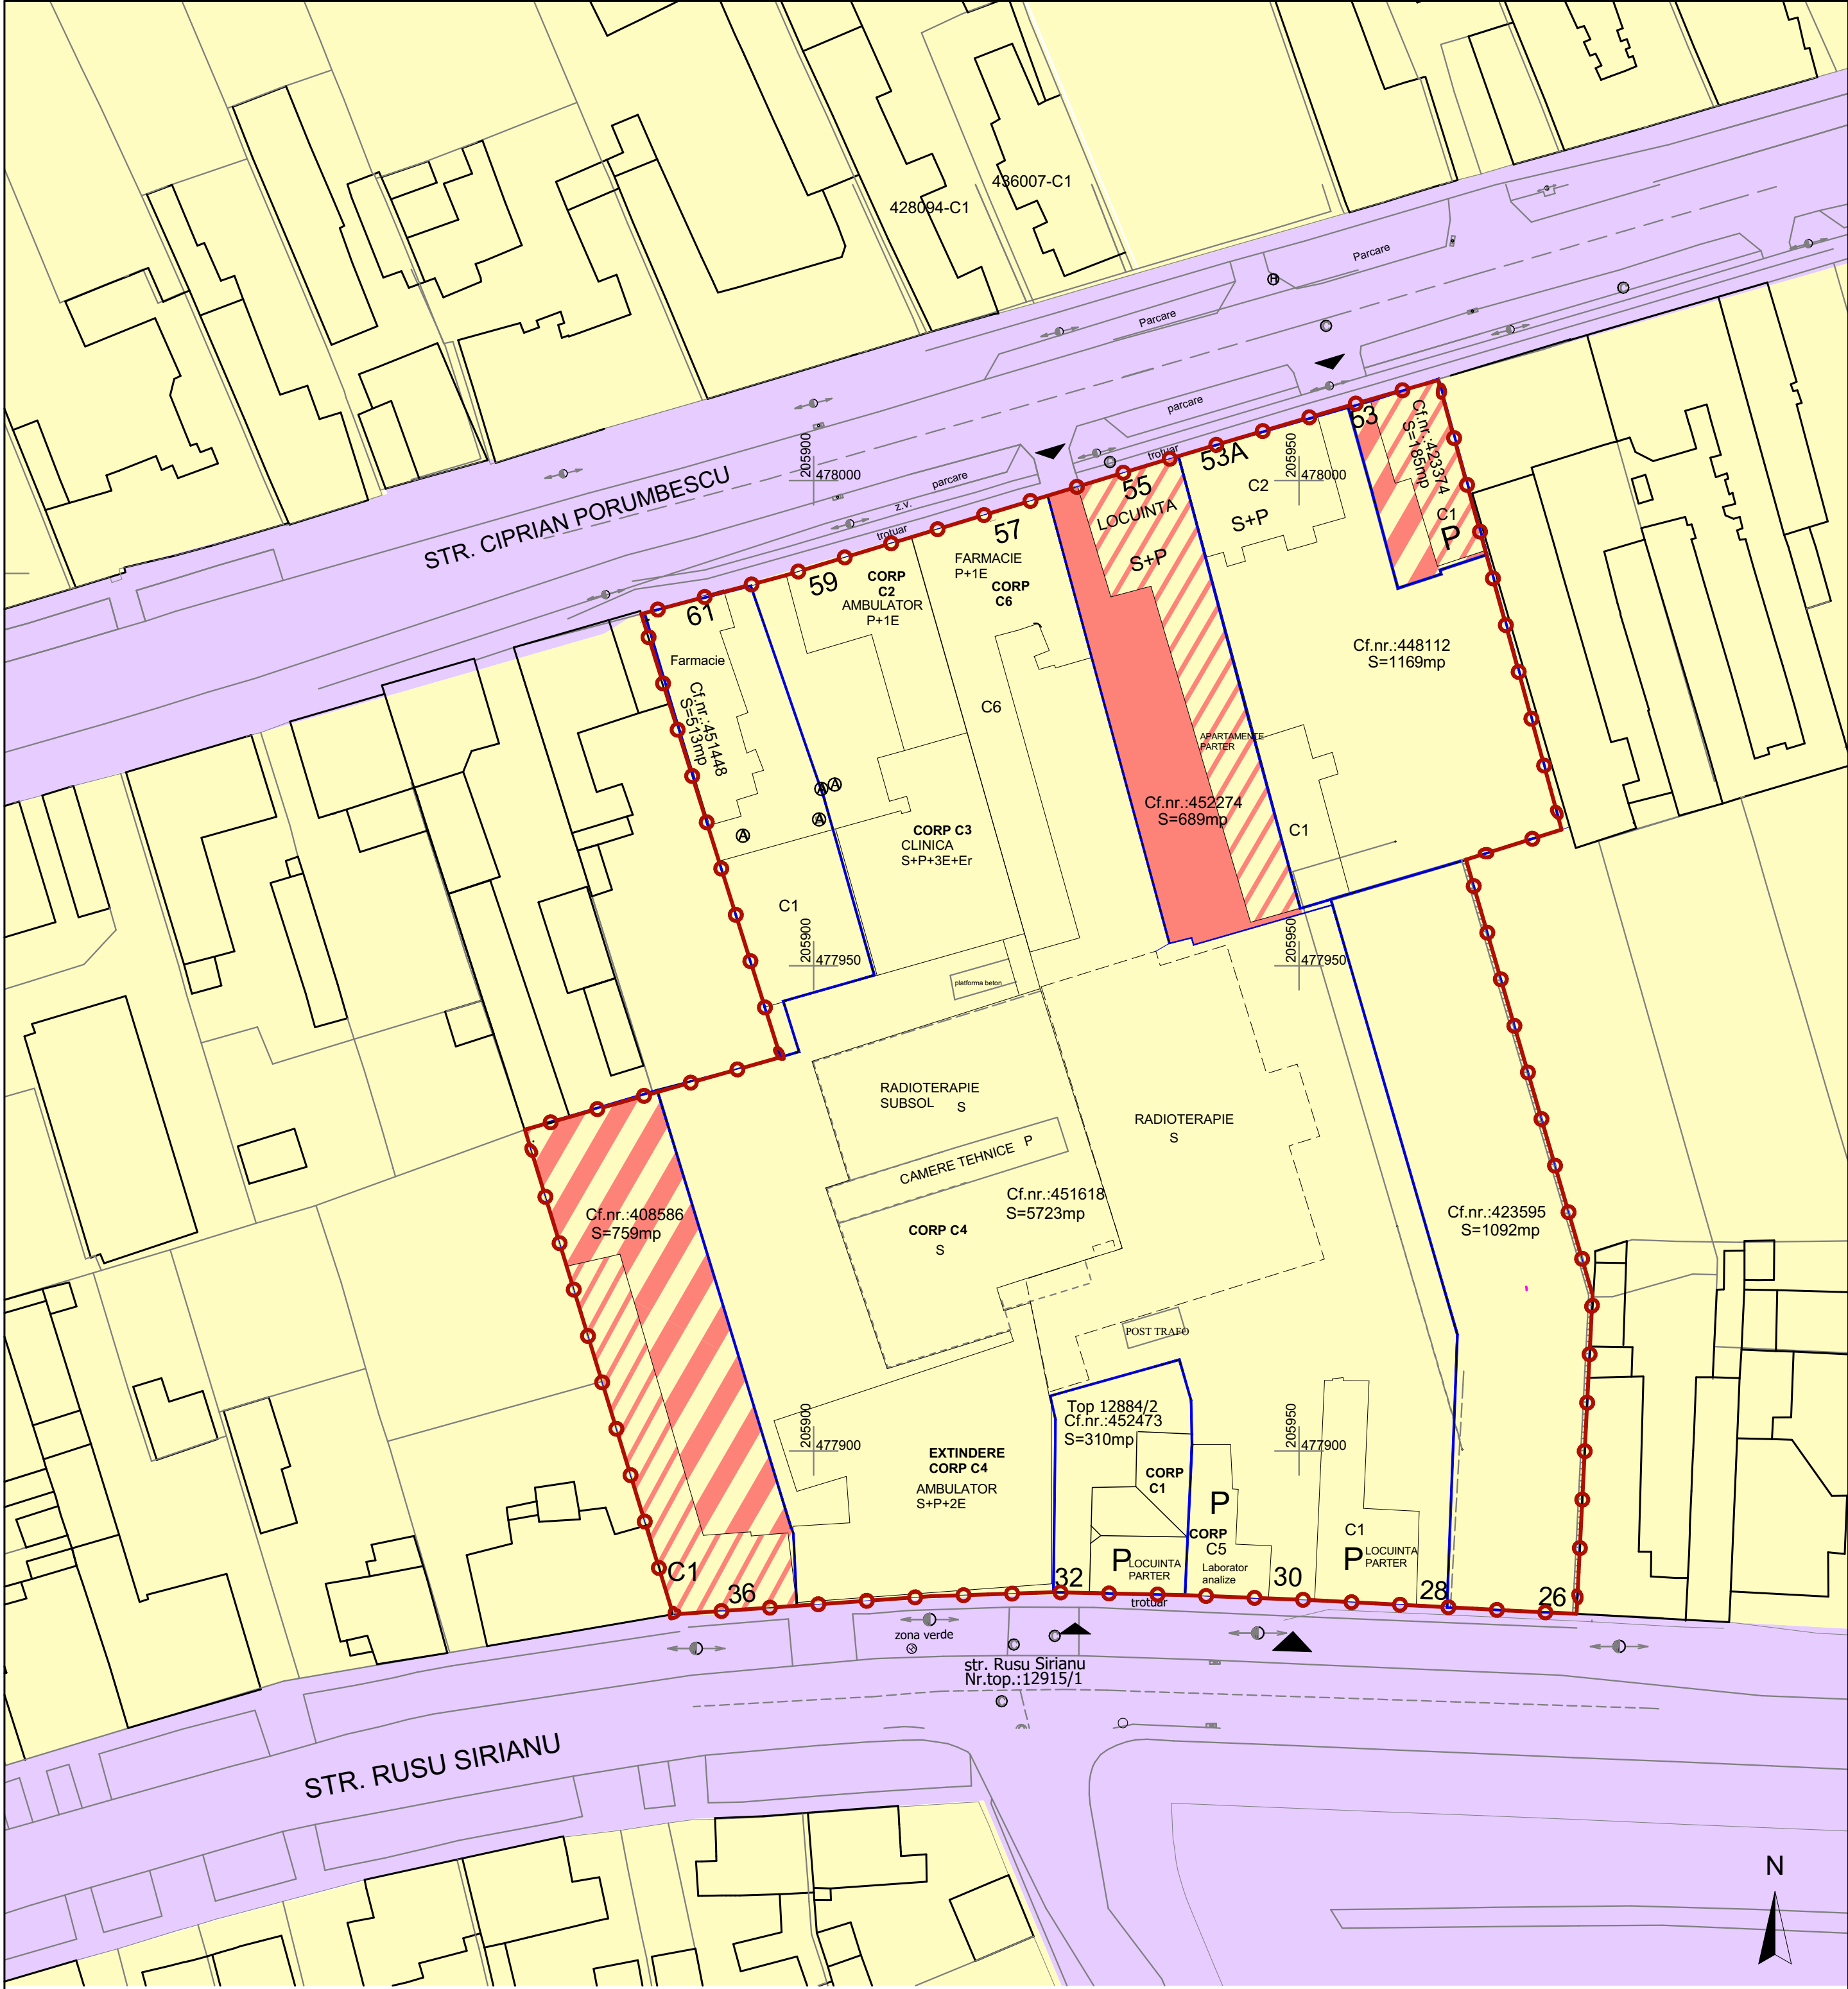 436007-C1
428094-C1
Parcare
H
C
Parcare
C
parcare
53
Cf.nr.:423374
S=185mp
C1
P
trotuar
53A
C2
S+P
205950
478000
55
LOCUINTA
S+P
205900
478000
STR. CIPRIAN PORUMBESCU
parcare
z.v.
trotuar
57
FARMACIE
P+1E
CORP
C6
59
CORP
C2
AMBULATOR
P+1E
61
Farmacie
Cf.nr.:451448
S=513mp
Cf.nr.:448112
S=1169mp
C6
APARTAMENTE
PARTER
A
A
A
A
Cf.nr.:452274
S=689mp
C1
CORP C3
CLINICA
S+P+3E+Er
C1
205900
477950
205950
477950
platforma beton
RADIOTERAPIE
SUBSOL S
RADIOTERAPIE
S
CAMERE TEHNICE P
Cf.nr.:451618
S=5723mp
CORP C4
S
Cf.nr.:408586
S=759mp
Cf.nr.:423595
S=1092mp
POST TRAFO
Top 12884/2
Cf.nr.:452473
S=310mp
205900
477900
205950
477900
EXTINDERE
CORP C4
AMBULATOR
S+P+2E
CORP
C1
P
CORP
C5
Laborator
analize
P
LOCUINTA
PARTER
C1
P
LOCUINTA
PARTER
C1
36
32
30
28
26
trotuar
zona verde
C
C
str. Rusu Sirianu
Nr.top.:12915/1
C
STR. RUSU SIRIANU
N